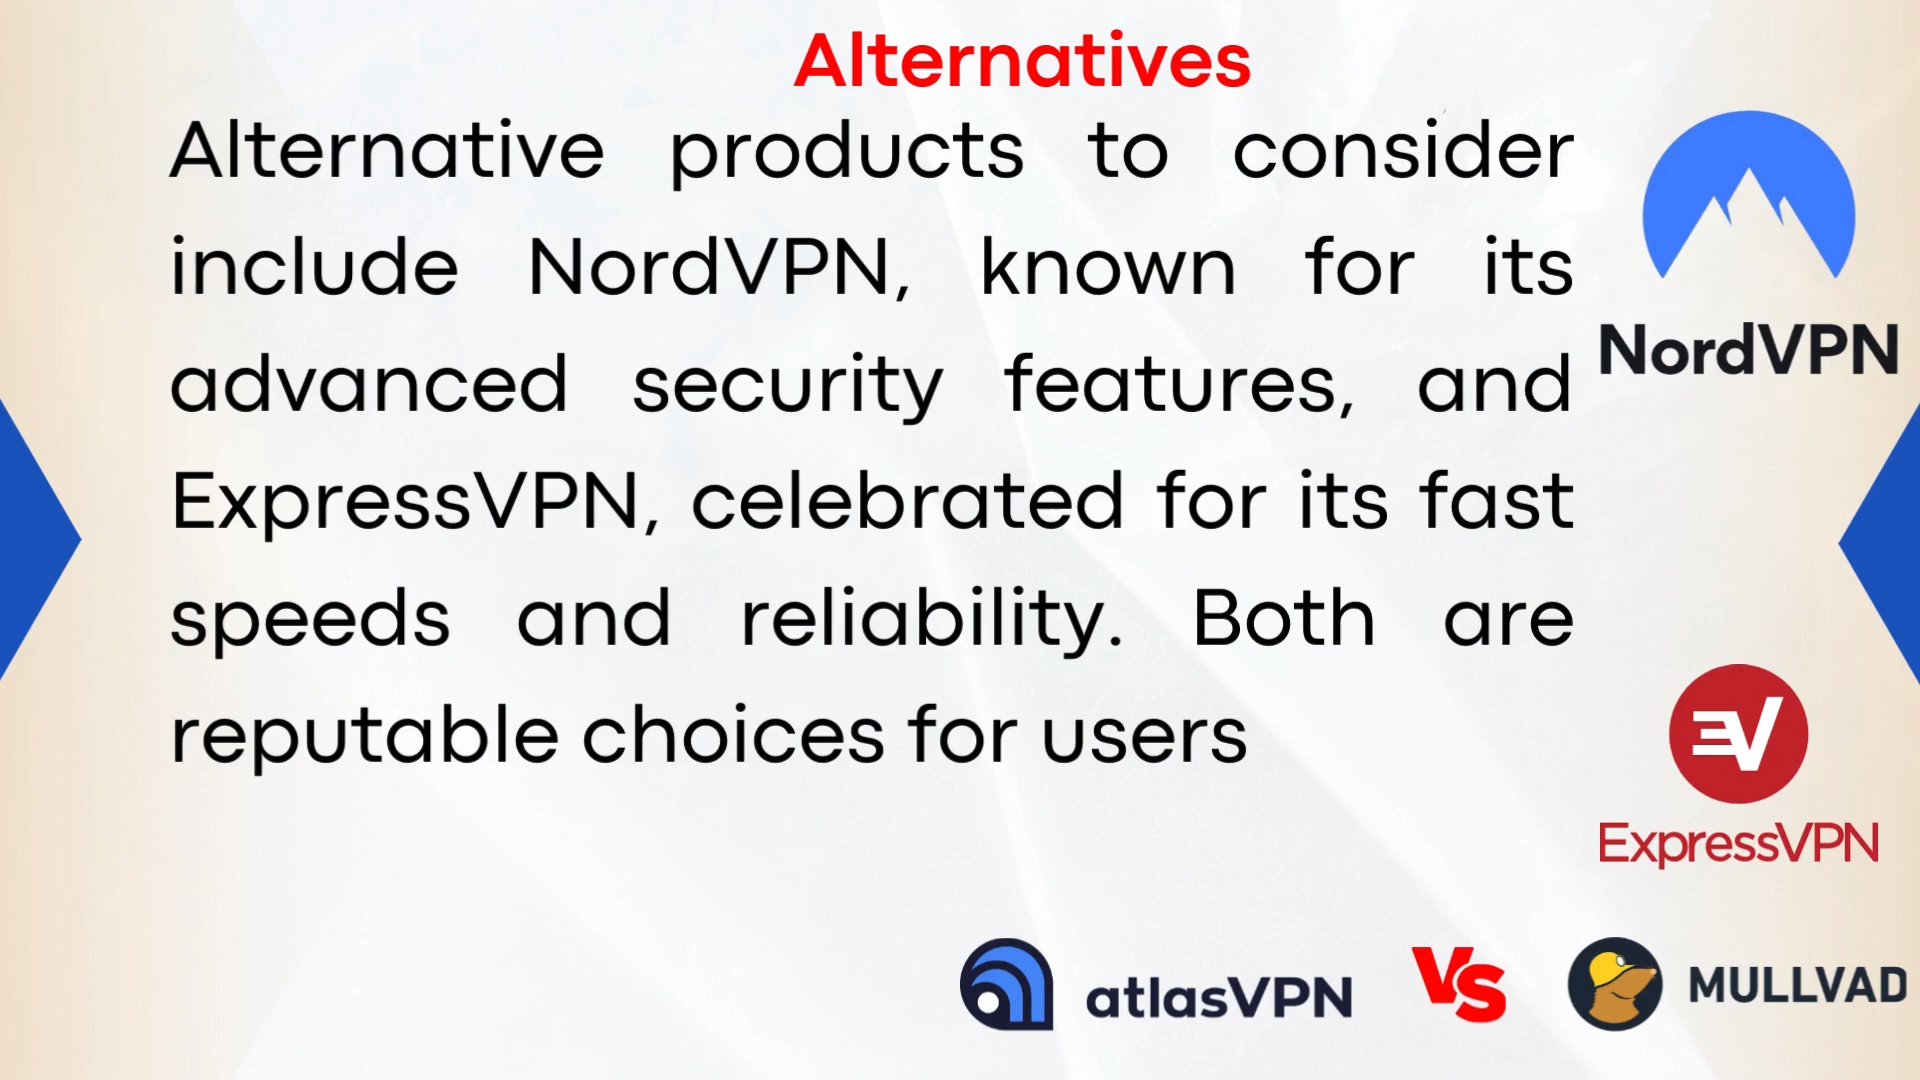 Alternatives
Alternative products to consider
include NordVPN, known for its
advanced security features, and
ExpressVPN, celebrated for its fast
speeds and reliability. Both are
reputable choices for users
NordVPN
EV
ExpressVPN
atlasVPN VS MULLVAD